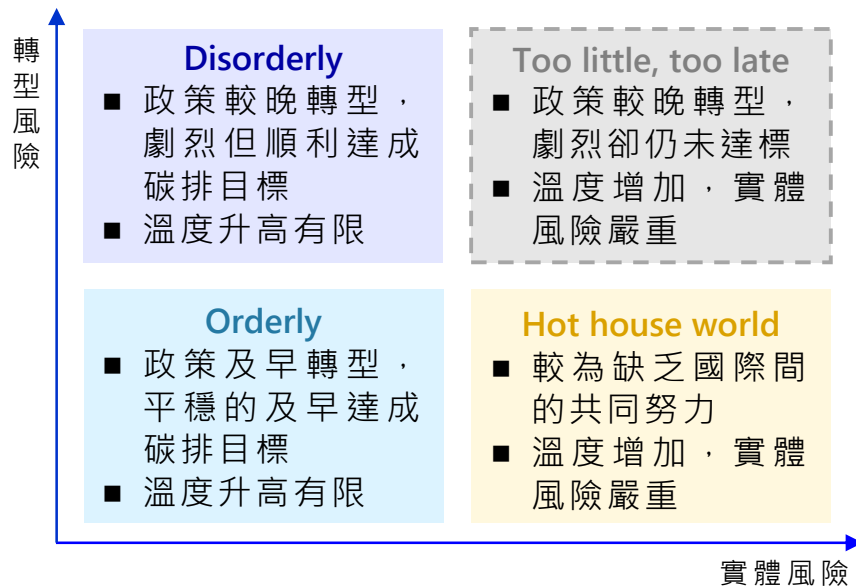 轉型風險
Disorderly
■ 政策較晚轉型，
劇烈但順利達成
碳排目標
■ 溫度升高有限
Too little, too late
■ 政策較晚轉型，
劇烈卻仍未達標
■ 溫度增加，實體
風險嚴重
Orderly
■ 政策及早轉型，
平穩的及早達成
碳排目標
■ 溫度升高有限
Hot house world
■ 較為缺乏國際間
的共同努力
■ 溫度增加，實體
風險嚴重
實體風險